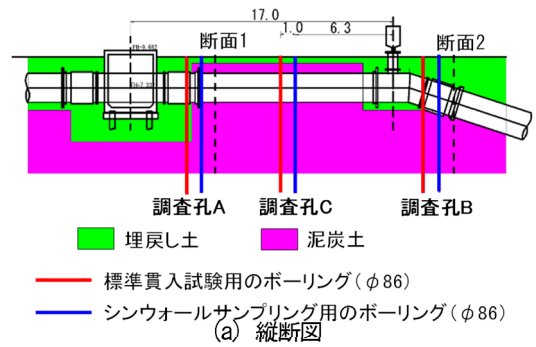 17.0
1.0 6.3
断面1
断面2
調査孔A
調査孔C
調査孔B
埋戻し土
泥炭土
標準貫入試験用のボーリング(φ86)
シンウォールサンプリング用のボーリング(φ86)
(a) 縦断図